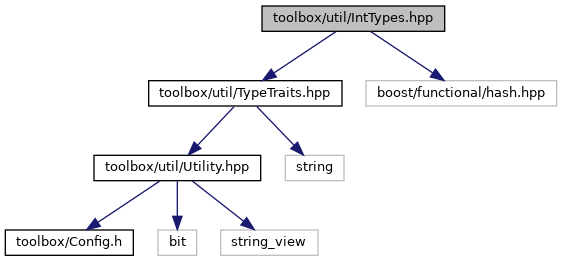 toolbox/util/IntTypes.hpp
toolbox/util/TypeTraits.hpp
boost/functional/hash.hpp
toolbox/util/Utility.hpp
string
toolbox/Config.h
bit
string_view